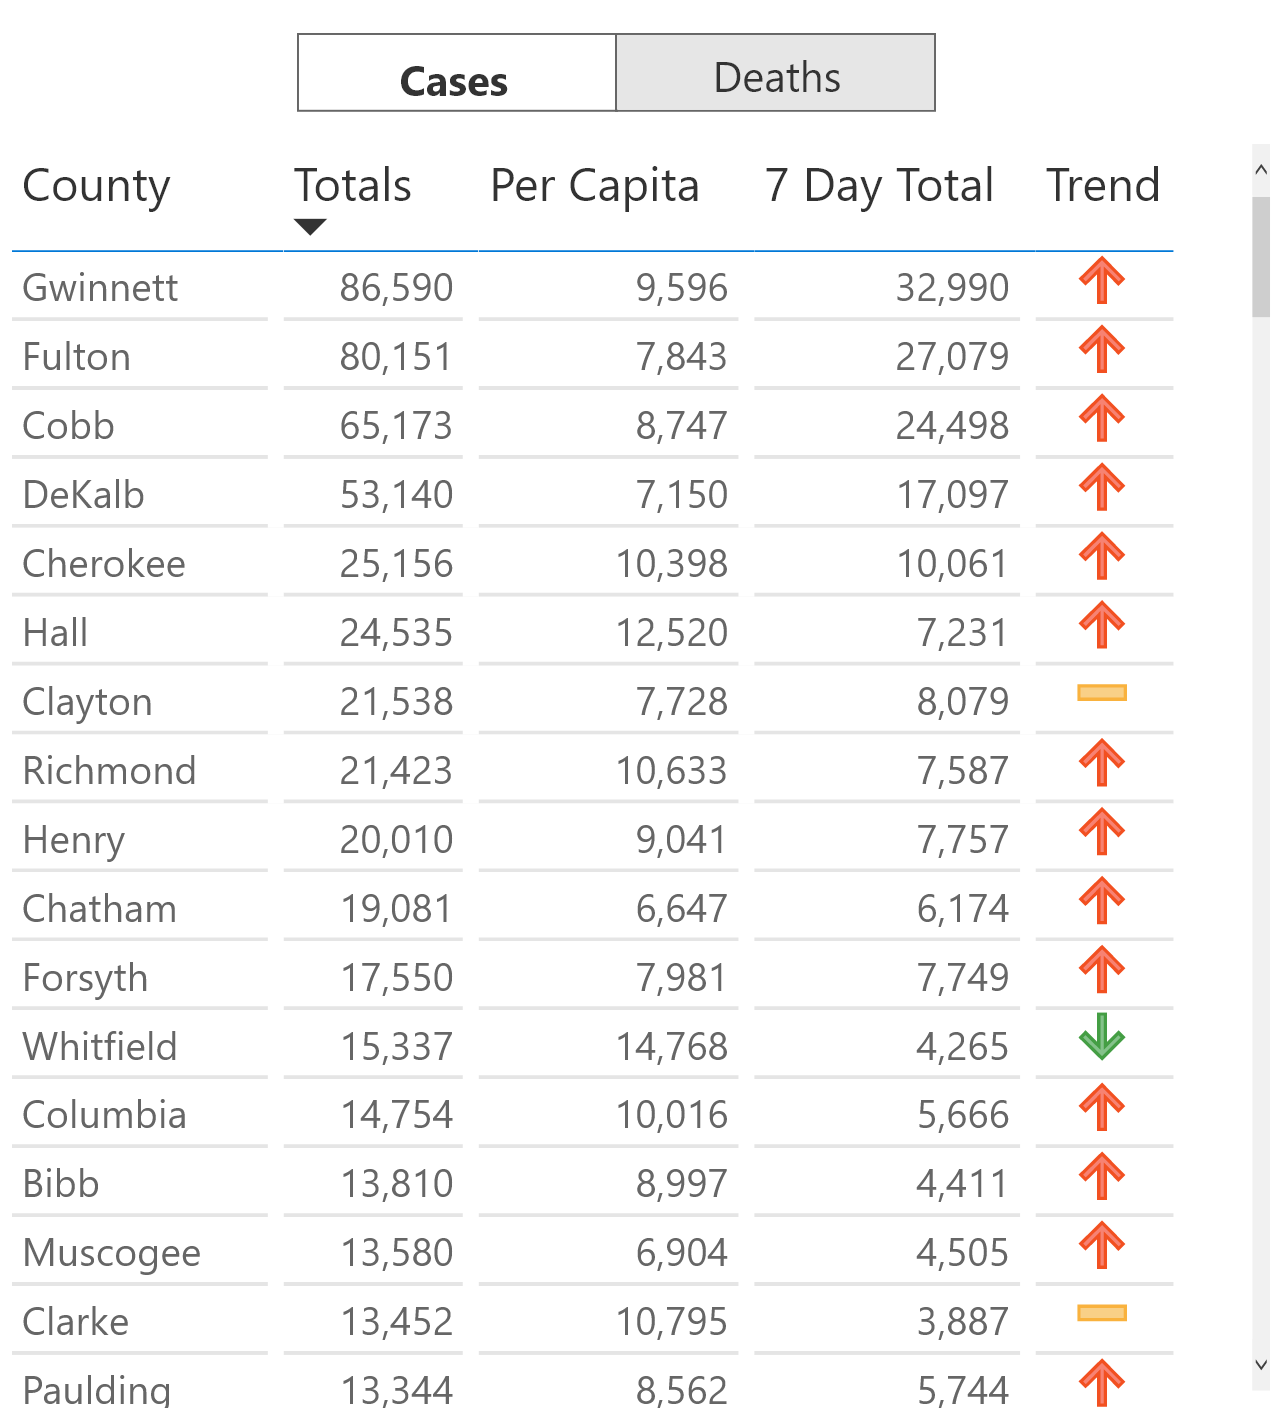 Cases Deaths
County Totals Per Capita 7 Day Total Trend
Gwinnett 86,590 9,596 32,990
Fulton 80,151 7,843 27,079
Cobb 65,173 8,747 24,498
DeKalb 53,140 7,150 17,097
Cherokee 25,156 10,398 10,061
Hall 24,535 12,520 7,231
Clayton 21,538 7,728 8,079
Richmond 21,423 10,633 7,587
Henry 20,010 9,041 7,757
Chatham 19,081 6,647 6,174
Forsyth 17,550 7,981 7,749
Whitfield 15,337 14,768 4,265
Columbia 14,754 10,016 5,666
Bibb 13,810 8,997 4,411
Muscogee 13,580 6,904 4,505
Clarke 13,452 10,795 3,887
Paulding 13,344 8,562 5,744